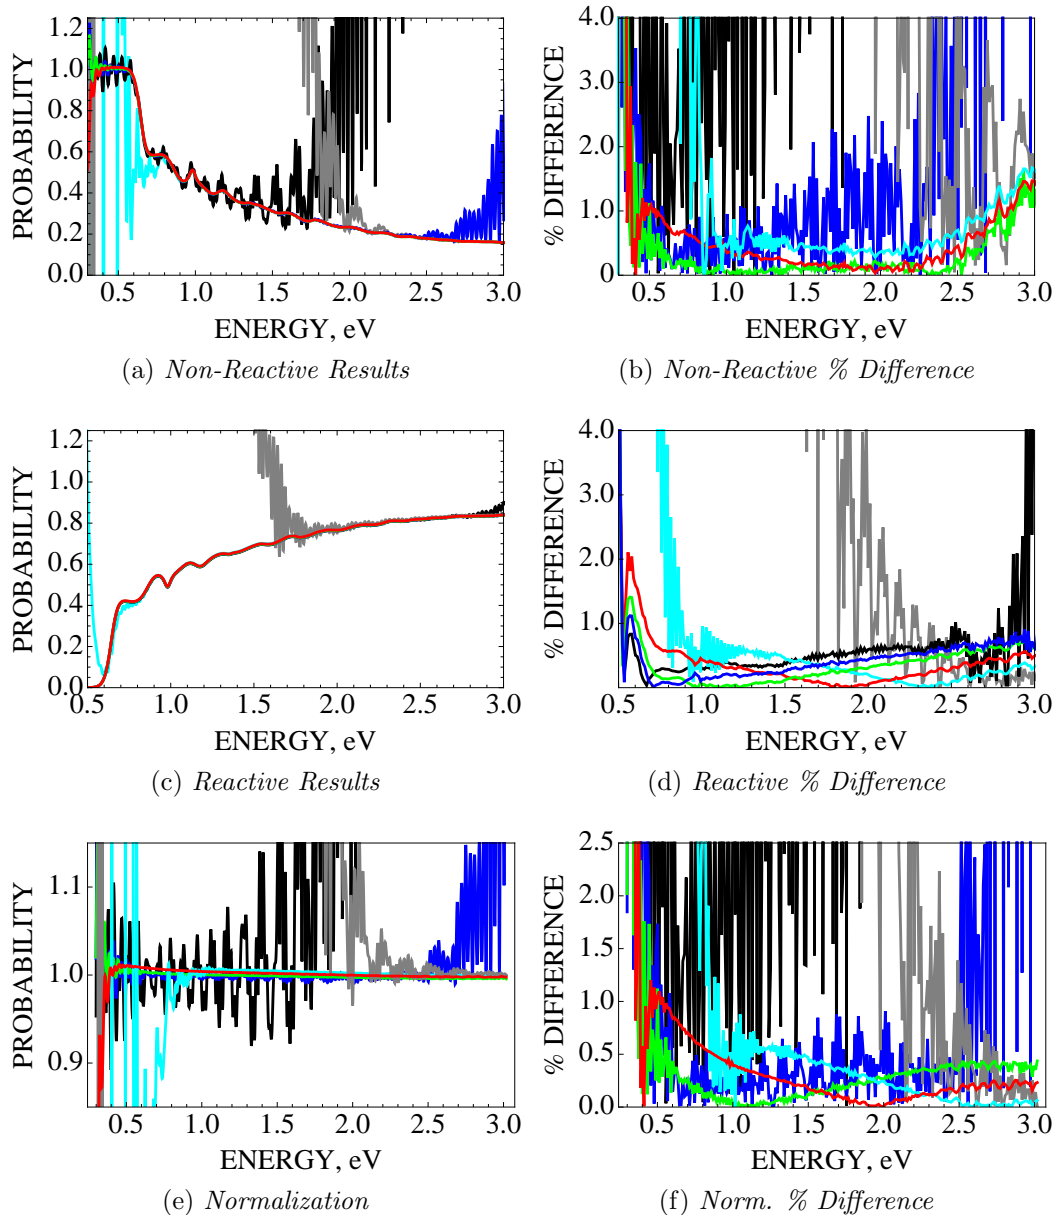 PROBABILITY
1.2
1.0
0.8
0.6
0.4
0.2
0.0
0.5 1.0 1.5 2.0 2.5 3.0
ENERGY, eV
(a) Non-Reactive Results
% DIFFERENCE
4.0
3.0
2.0
1.0
0
0.5 1.0 1.5 2.0 2.5 3.0
ENERGY, eV
(b) Non-Reactive % Difference
PROBABILITY
1.2
1.0
0.8
0.6
0.4
0.2
0.0
0.5 1.0 1.5 2.0 2.5 3.0
ENERGY, eV
(c) Reactive Results
% DIFFERENCE
4.0
3.0
2.0
1.0
0.5 1.0 1.5 2.0 2.5 3.0
ENERGY, eV
(d) Reactive % Difference
PROBABILITY
1.1
1.0
0.9
0.5 1.0 1.5 2.0 2.5 3.0
ENERGY, eV
(e) Normalization
% DIFFERENCE
2.5
2.0
1.5
1.0
0.5
0.0
0.5 1.0 1.5 2.0 2.5 3.0
ENERGY, eV
(f) Norm. % Difference